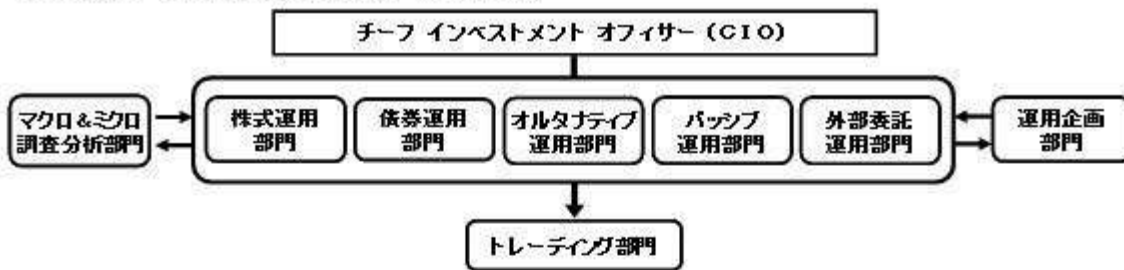 チーフ インベストメント オフィサー (CIO)
マクロ&ミクロ
調査分析部門
株式運用
部門
債券運用
部門
オルタナティブ
運用部門
パッシブ
運用部門
外部委託
運用部門
運用企画
部門
トレーディング部門